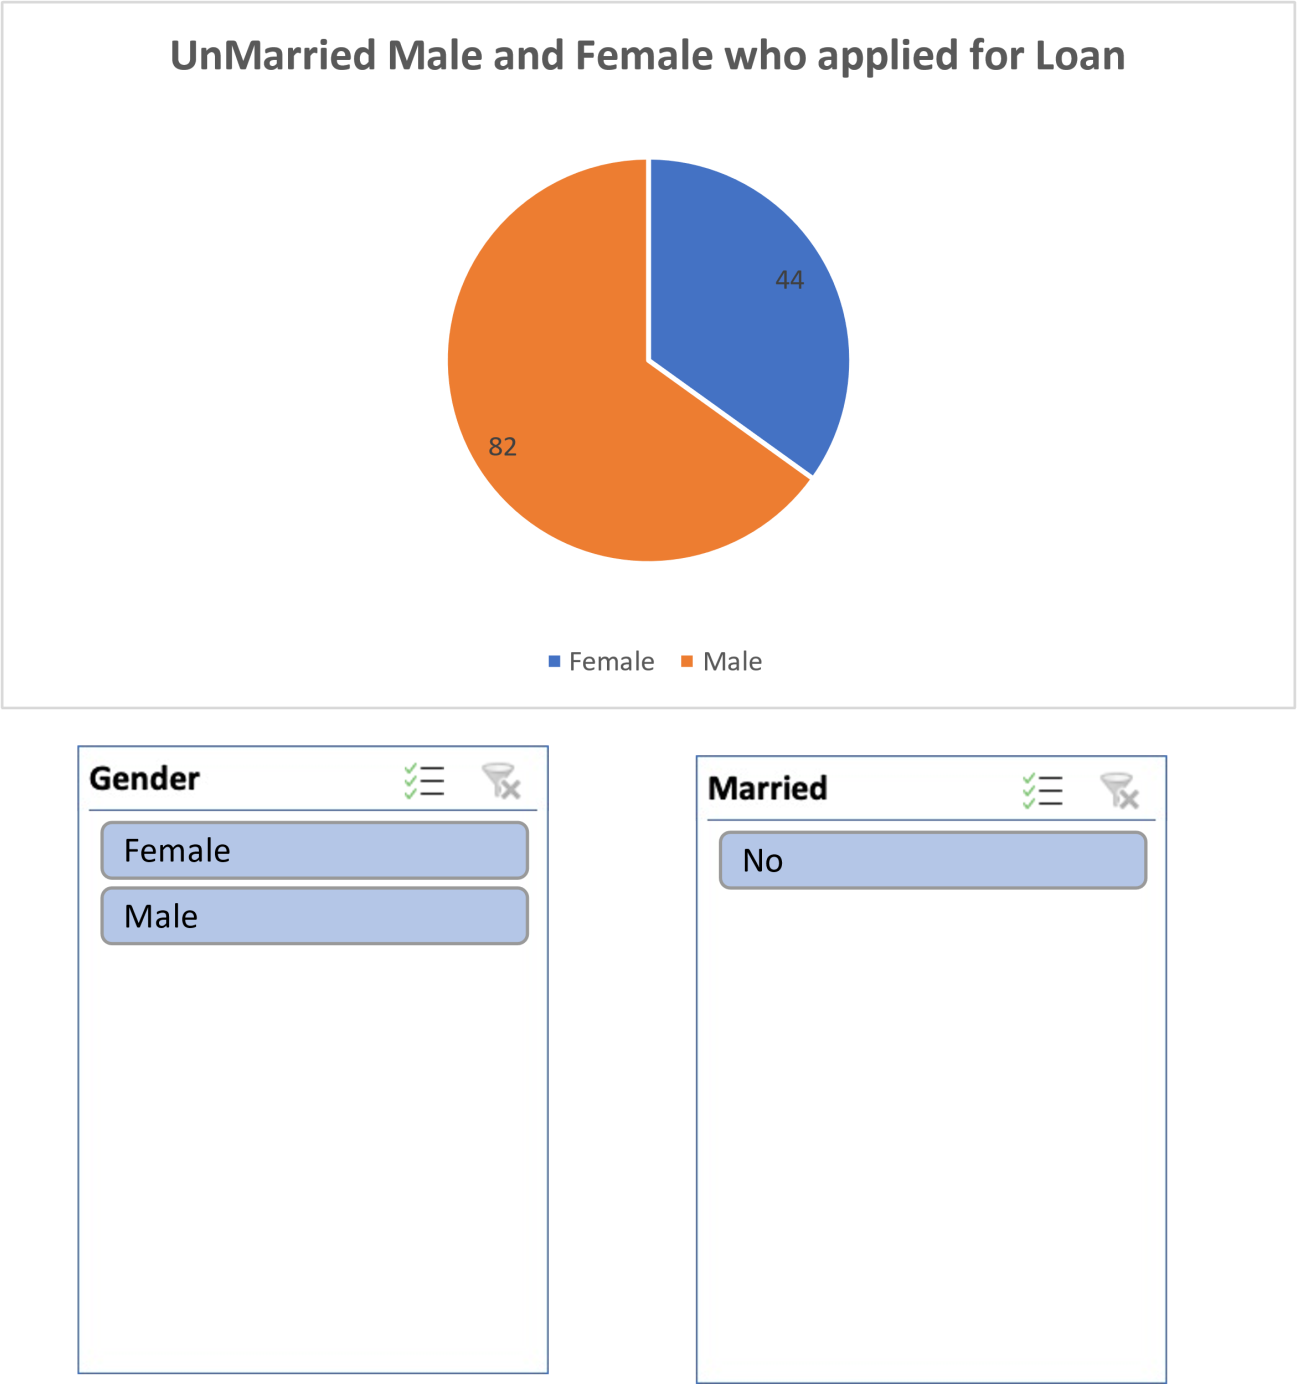 UnMarried Male and Female who applied for Loan
44
82
Female Male
Gender
Female
Male
Married
No